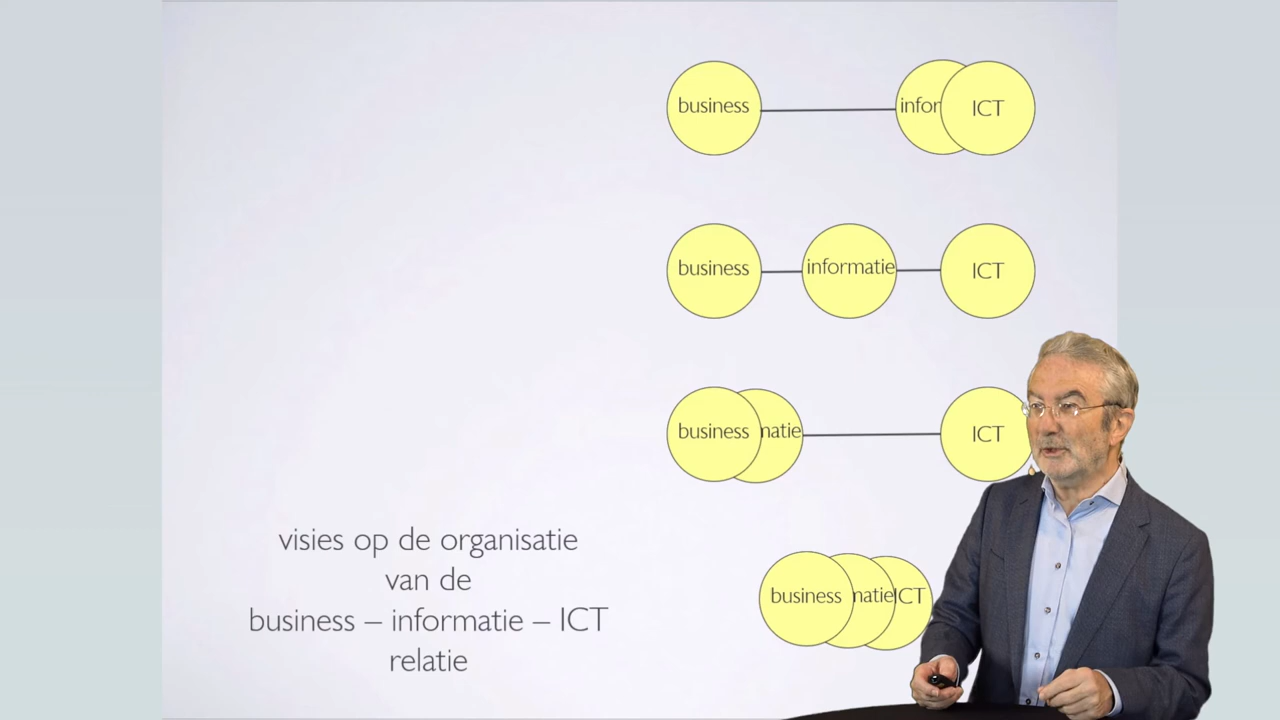 business infor ICT
business informatie ICT
business natie ICT
business natie ICT
visies op de organisatie
van de
business – informatie – ICT
relatie